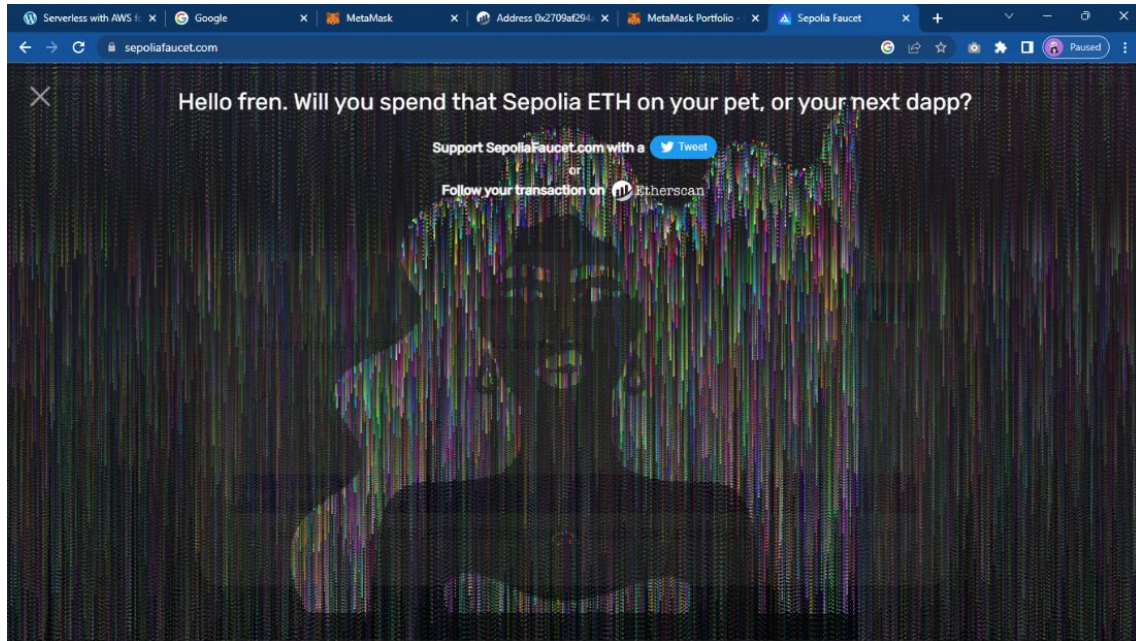 Serverless with AWS fo
Google
MetaMask
Address 0x2709af294
MetaMask Portfolio -
Sepolia Faucet
sepoliafaucet.com
Paused
Hello fren. Will you spend that Sepolia ETH on your pet, or your next dapp?
Support SepoliaFaucet.com with a Tweet
or
Follow your transaction on Etherscan